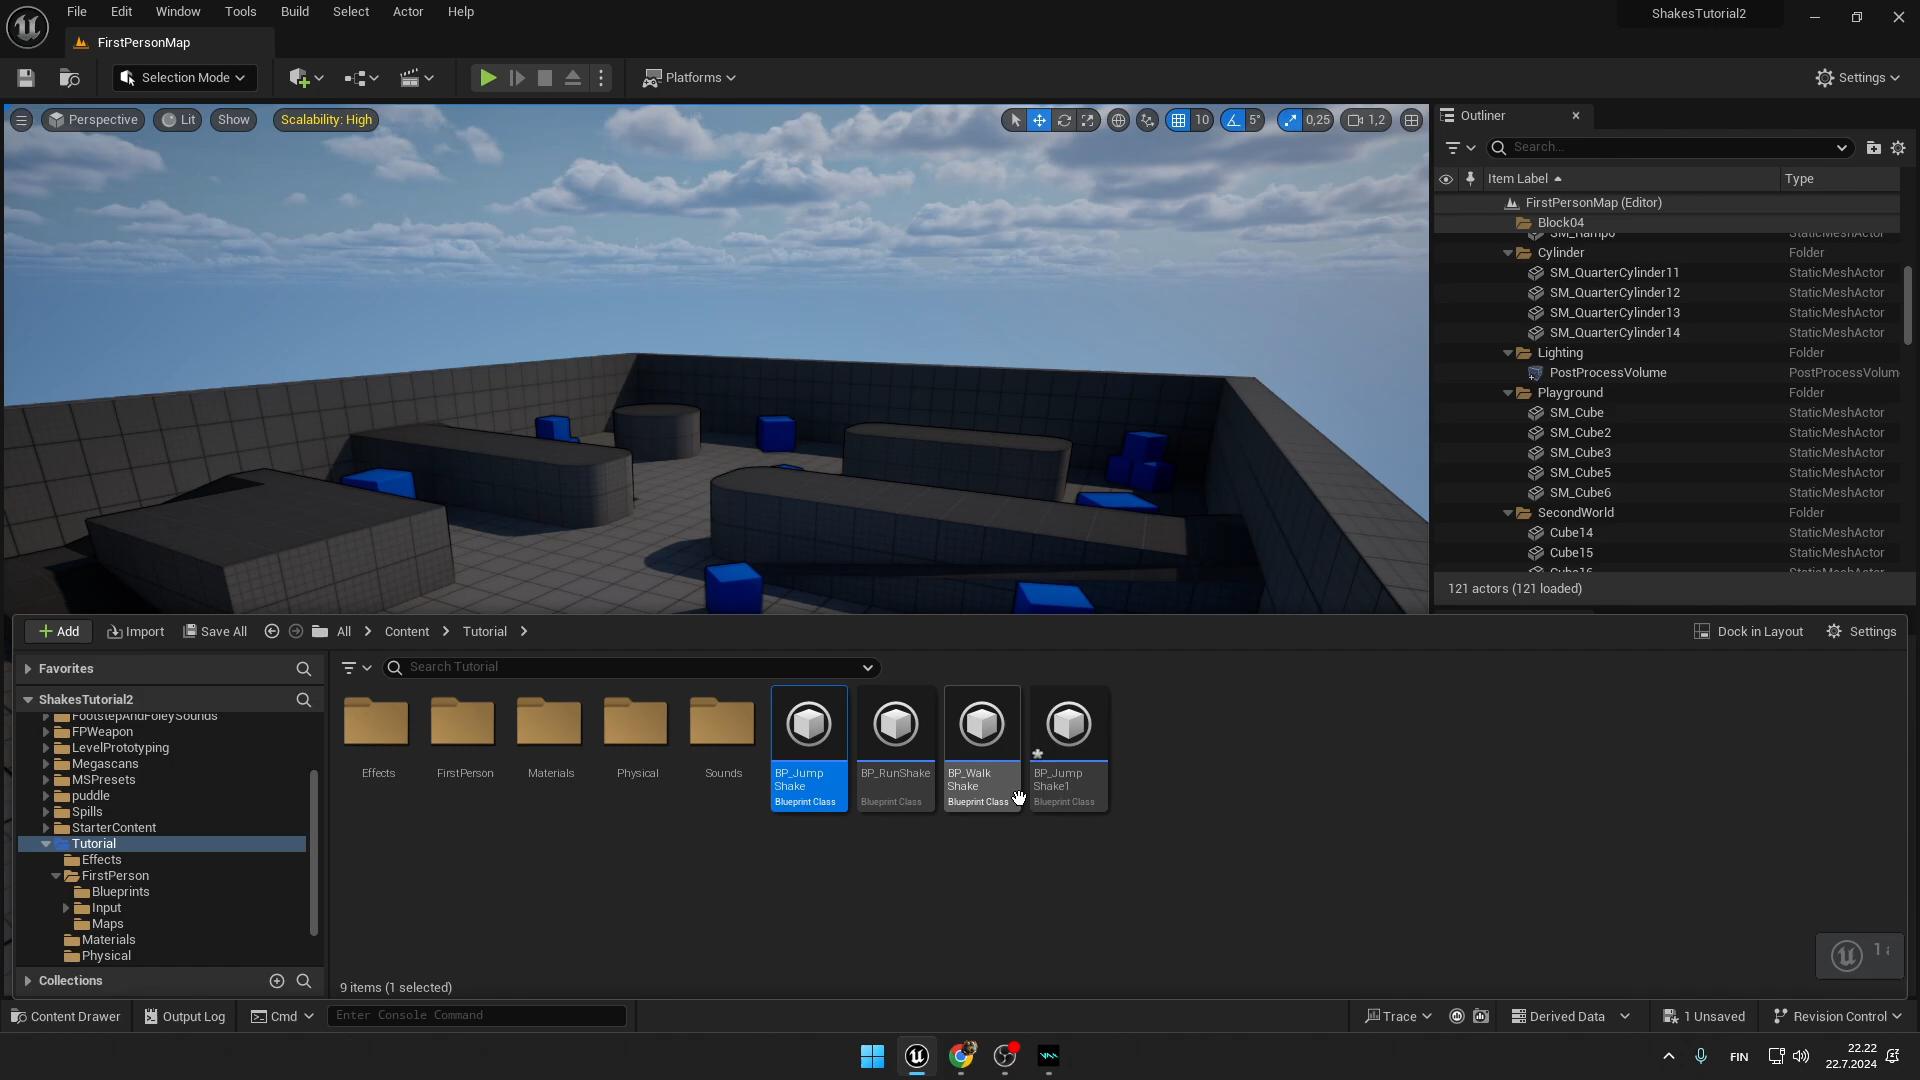 File Edit Window Tools Build Select Actor Help
ShakesTutorial2
FirstPersonMap
Selection Mode
Platforms
Settings
Perspective Lit Show Scalability: High
10 5° 0,25 1,2
Outliner
Search...
Item Label Type
FirstPersonMap (Editor)
Block04
SM_Ramp6 StaticMeshActor
Cylinder Folder
SM_QuarterCylinder11 StaticMeshActor
SM_QuarterCylinder12 StaticMeshActor
SM_QuarterCylinder13 StaticMeshActor
SM_QuarterCylinder14 StaticMeshActor
Lighting Folder
PostProcessVolume PostProcessVolum
Playground Folder
SM_Cube StaticMeshActor
SM_Cube2 StaticMeshActor
SM_Cube3 StaticMeshActor
SM_Cube5 StaticMeshActor
SM_Cube6 StaticMeshActor
SecondWorld Folder
Cube14 StaticMeshActor
Cube15 StaticMeshActor
Cube16 StaticMeshActor
121 actors (121 loaded)
Add Import Save All All Content Tutorial
Dock in Layout Settings
Favorites
ShakesTutorial2
FootstepAndFoleySounds
FPWeapon
LevelPrototyping
Megascans
MSPresets
puddle
Spills
StarterContent
Tutorial
Effects
FirstPerson
Blueprints
Input
Maps
Materials
Physical
Collections
Search Tutorial
Effects
FirstPerson
Materials
Physical
Sounds
BP_Jump
Shake
Blueprint Class
BP_RunShake
Blueprint Class
BP_Walk
Shake
Blueprint Class
BP_Jump
Shake1
Blueprint Class
9 items (1 selected)
Content Drawer Output Log Cmd Enter Console Command
Trace Derived Data 1 Unsaved Revision Control
FIN
22.22
22.7.2024